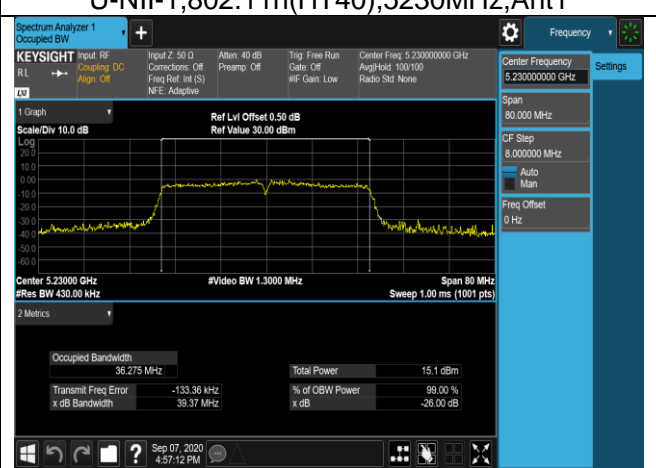 U-NII-1,802.11n(HT40),5230MHz,Ant1
Spectrum Analyzer 1
Occupied BW
Frequency
KEYSIGHT Input: RF Input Z: 50 Ω Atten: 40 dB Trig: Free Run Center Freq: 5.230000000 GHz
R L Coupling: DC Corrections: Off Preamp: Off Gate: Off Avg|Hold: 100/100
Align: Off Freq Ref: Int (S) #IF Gain: Low Radio Std: None
NFE: Adaptive
Center Frequency
5.230000000 GHz
Settings
Span
80.000 MHz
CF Step
8.000000 MHz
Auto
Man
Freq Offset
0 Hz
1 Graph
Ref Lvl Offset 0.50 dB
Scale/Div 10.0 dB Ref Value 30.00 dBm
Log
20.0
10.0
0.00
-10.0
-20.0
-30.0
-40.0
-50.0
-60.0
Center 5.23000 GHz #Video BW 1.3000 MHz Span 80 MHz
#Res BW 430.00 kHz Sweep 1.00 ms (1001 pts)
2 Metrics
Occupied Bandwidth
36.275 MHz Total Power 15.1 dBm
Transmit Freq Error -133.36 kHz % of OBW Power 99.00 %
x dB Bandwidth 39.37 MHz x dB -26.00 dB
Sep 07, 2020
4:57:12 PM